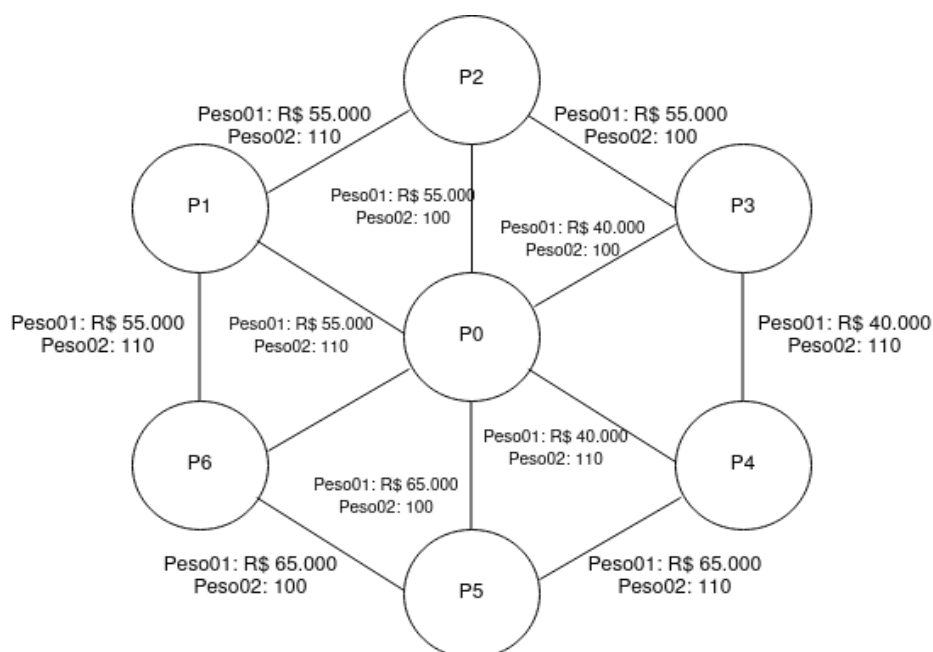 P2
Peso01: R$ 55.000
Peso02: 110
Peso01: R$ 55.000
Peso02: 100
P1
Peso01: R$ 55.000
Peso02: 100
P3
Peso01: R$ 40.000
Peso02: 100
Peso01: R$ 55.000
Peso02: 110
Peso01: R$ 55.000
Peso02: 110
P0
Peso01: R$ 40.000
Peso02: 110
P6
Peso01: R$ 40.000
Peso02: 110
P4
Peso01: R$ 65.000
Peso02: 100
Peso01: R$ 65.000
Peso02: 100
P5
Peso01: R$ 65.000
Peso02: 110